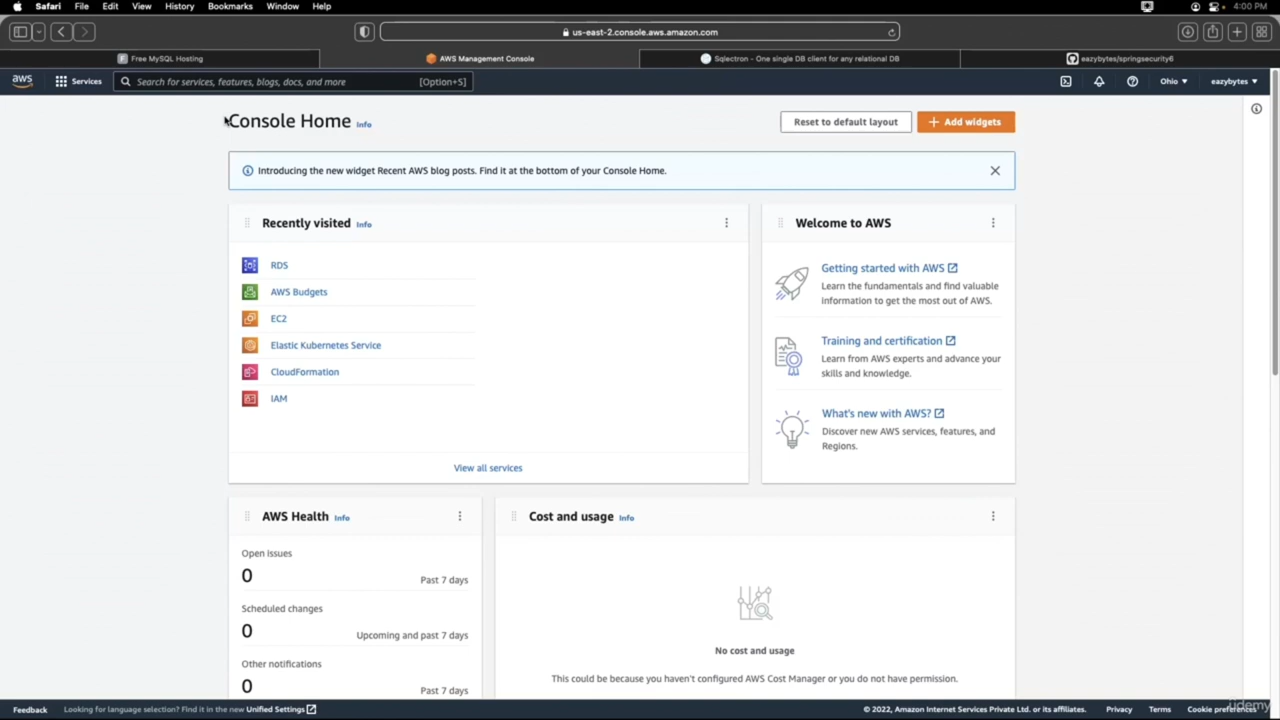 Safari File Edit View History Bookmarks Window Help 4:00 PM
us-east-2.console.aws.amazon.com
Free MySQL Hosting AWS Management Console Sqlectron - One single DB client for any relational DB eazybytes/springsecurity6
aws Services Search for services, features, blogs, docs, and more [Option+S] Ohio eazybytes
Console Home Info Reset to default layout Add widgets
Introducing the new widget Recent AWS blog posts. Find it at the bottom of your Console Home.
Recently visited Info
RDS
AWS Budgets
EC2
Elastic Kubernetes Service
CloudFormation
IAM
View all services
Welcome to AWS
Getting started with AWS
Learn the fundamentals and find valuable
information to get the most out of AWS.
Training and certification
Learn from AWS experts and advance your
skills and knowledge.
What's new with AWS?
Discover new AWS services, features, and
Regions.
AWS Health Info
Open issues
0 Past 7 days
Scheduled changes
0 Upcoming and past 7 days
Other notifications
0 Past 7 days
Cost and usage Info
No cost and usage
This could be because you haven't configured AWS Cost Manager or you do not have permission.
Feedback Looking for language selection? Find it in the new Unified Settings © 2022, Amazon Internet Services Private Ltd. or its affiliates. Privacy Terms Cookie preferences
udemy